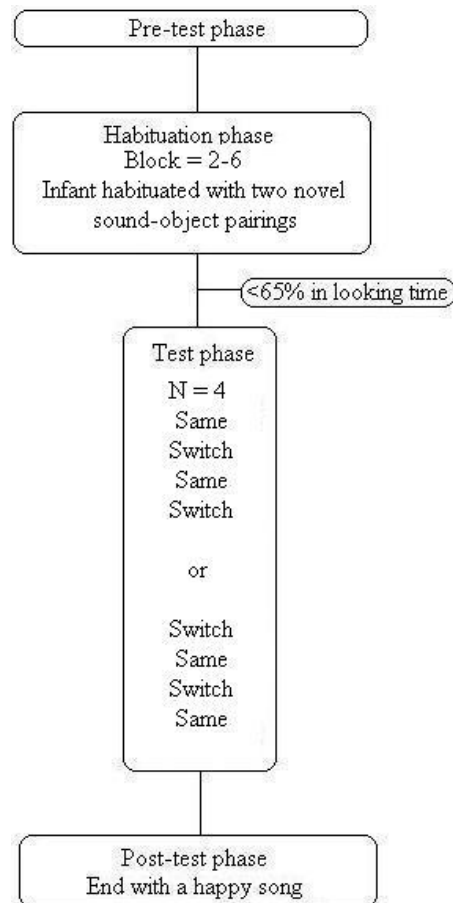 Pre-test phase
Habituation phase
Block = 2-6
Infant habituated with two novel
sound-object pairings
<65% in looking time
Test phase
N = 4
Same
Switch
Same
Switch
or
Switch
Same
Switch
Same
Post-test phase
End with a happy song